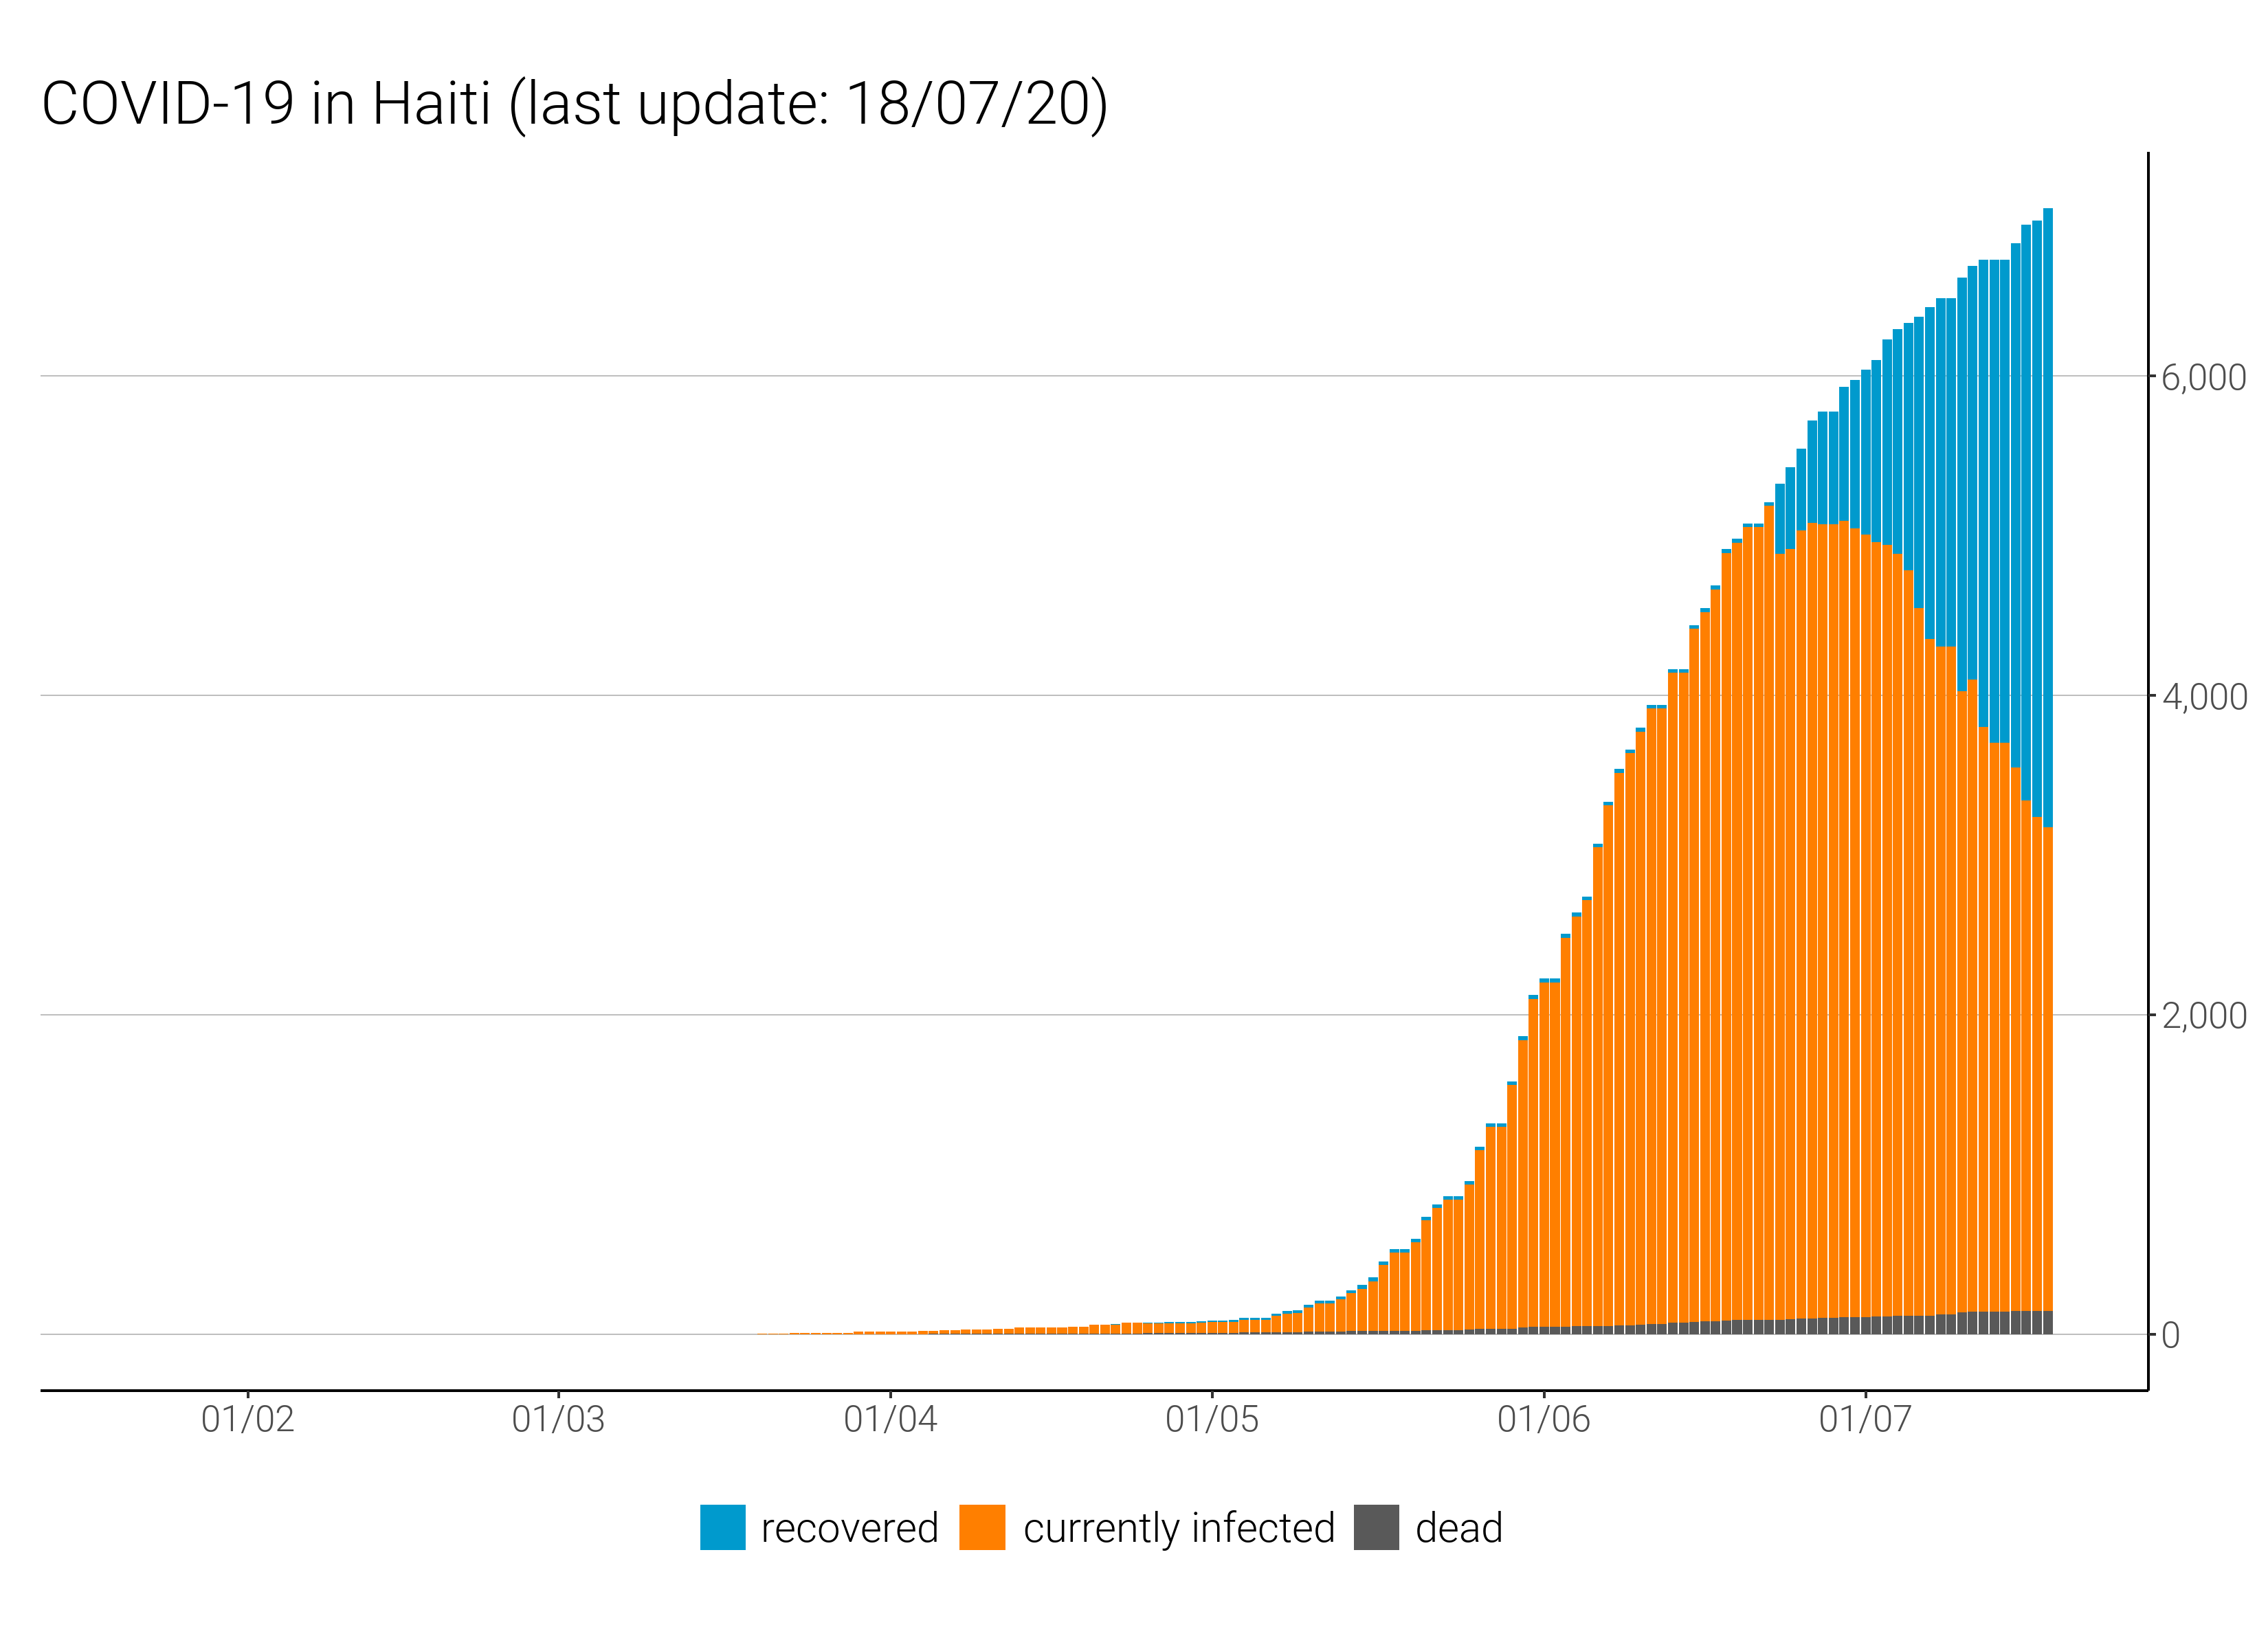 COVID-19 in Haiti (last update: 18/07/20)
6,000
4,000
2,000
0
01/02 01/03 01/04 01/05 01/06 01/07
recovered currently infected dead